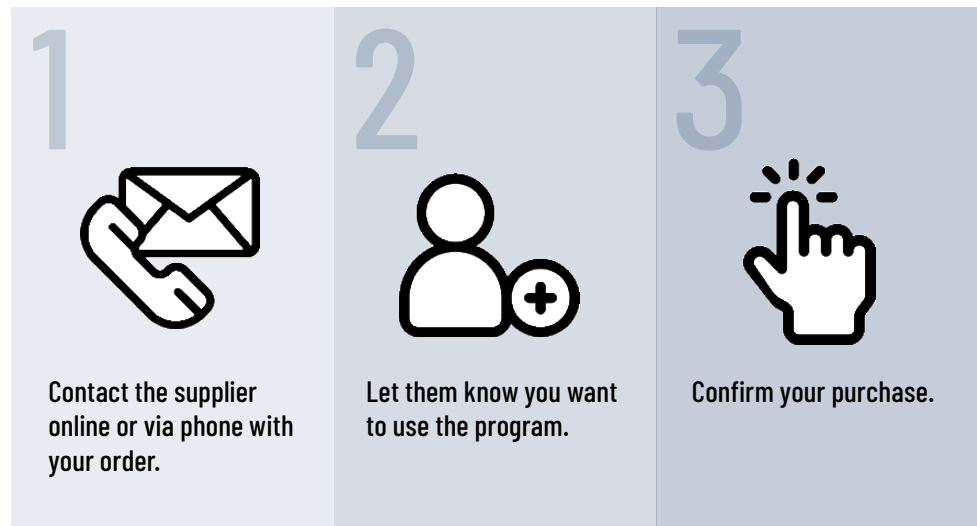 1
Contact the supplier
online or via phone with
your order.
2
Let them know you want
to use the program.
3
Confirm your purchase.